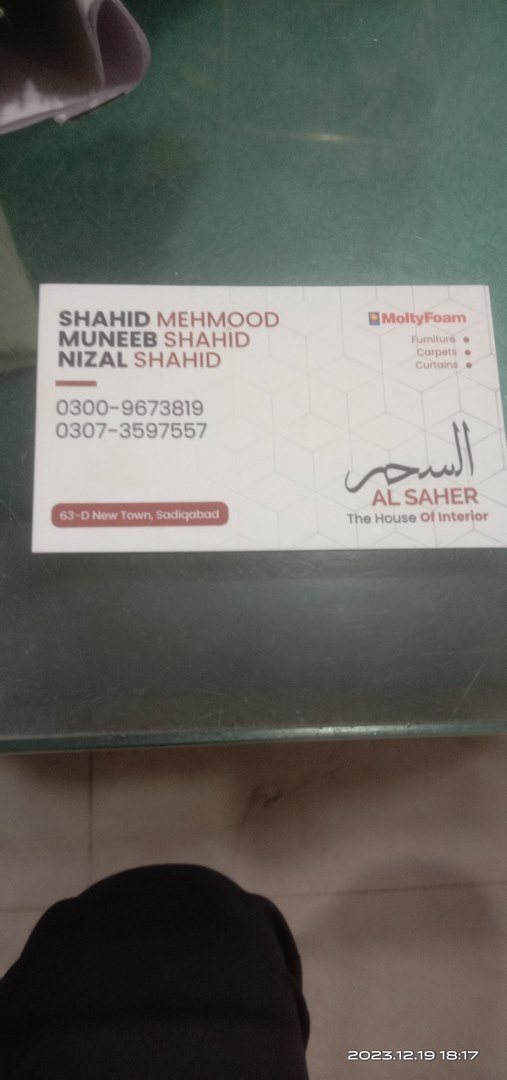 SHAHID MEHMOOD
MUNEEB SHAHID
NIZAL SHAHID
0300-9673819
0307-3597557
63-D New Town, Sadiqabad
MoltyFoam
Furniture
Carpets
Curtains
السحر
AL SAHER
The House Of Interior
2023.12.19 18:17